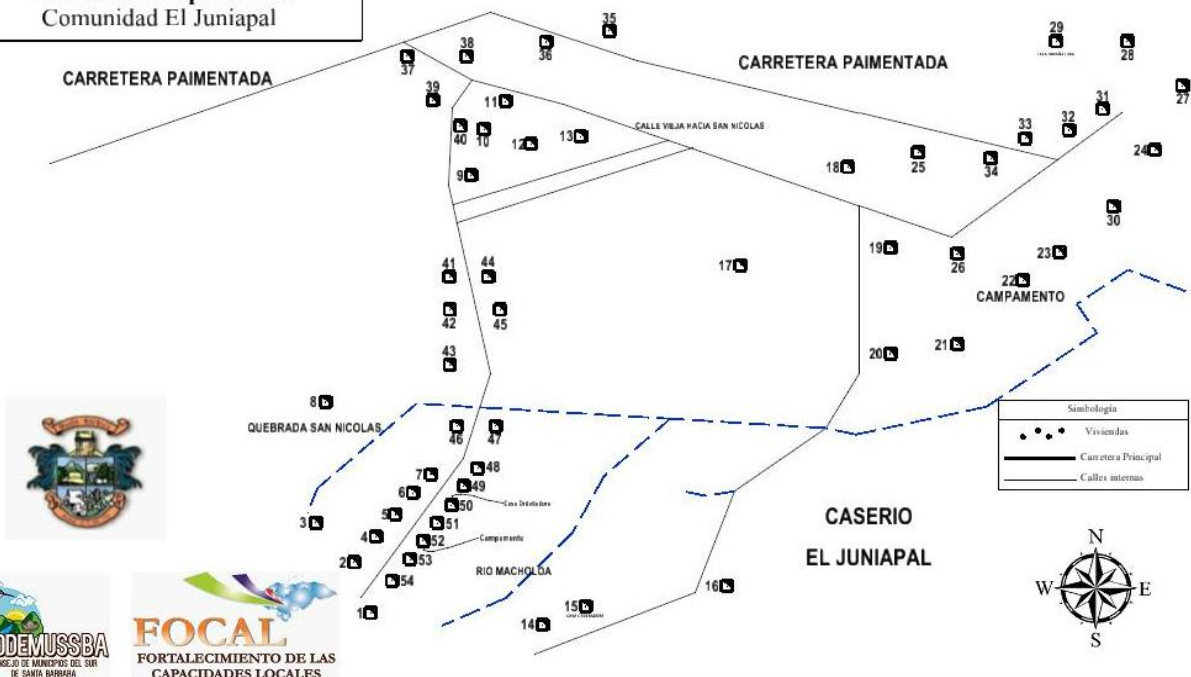 Comunidad El Juniapal
CARRETERA PAIMENTADA
CARRETERA PAIMENTADA
35
38
36
37
29
28
27
39
11
31
40
10
12
13
CALLE VIEJA HACIA SAN NICOLAS
33
32
9
18
25
34
24
30
41
44
17
19
26
23
22
CAMPAMENTO
42
45
43
20
21
8
QUEBRADA SAN NICOLAS
46
47
Simbología
Viviendas
Carretera Principal
Calles internas
7
48
6
49
50
5
51
3
4
52
Campamento
53
2
54
RIO MACHOLOA
CASERIO
EL JUNIAPAL
16
15
1
14
N
W
E
S
ODEMUSSBA
NSEJO DE MUNICIPIOS DEL SUR
DE SANTA BARBARA
FOCAL
FORTALECIMIENTO DE LAS
CAPACIDADES LOCALES